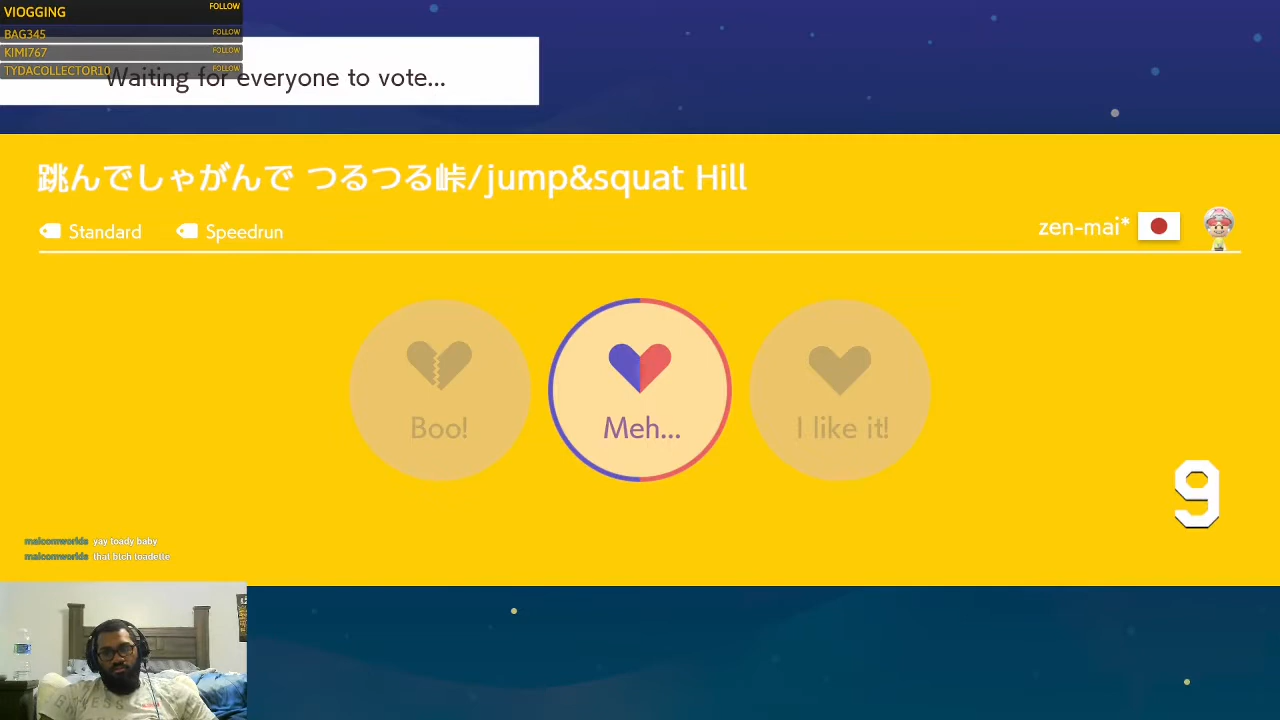 VIOGGING FOLLOW
BAG345 FOLLOW
KIMI767 FOLLOW
TYDACOLLECTOR10 FOLLOW
Waiting for everyone to vote...
跳んでしゃがんで つるつる峠/jump&squat Hill
Standard Speedrun
zen-mai*
Boo!
Meh...
I like it!
9
malcomworlds yay toady baby
malcomworlds that btch toadette